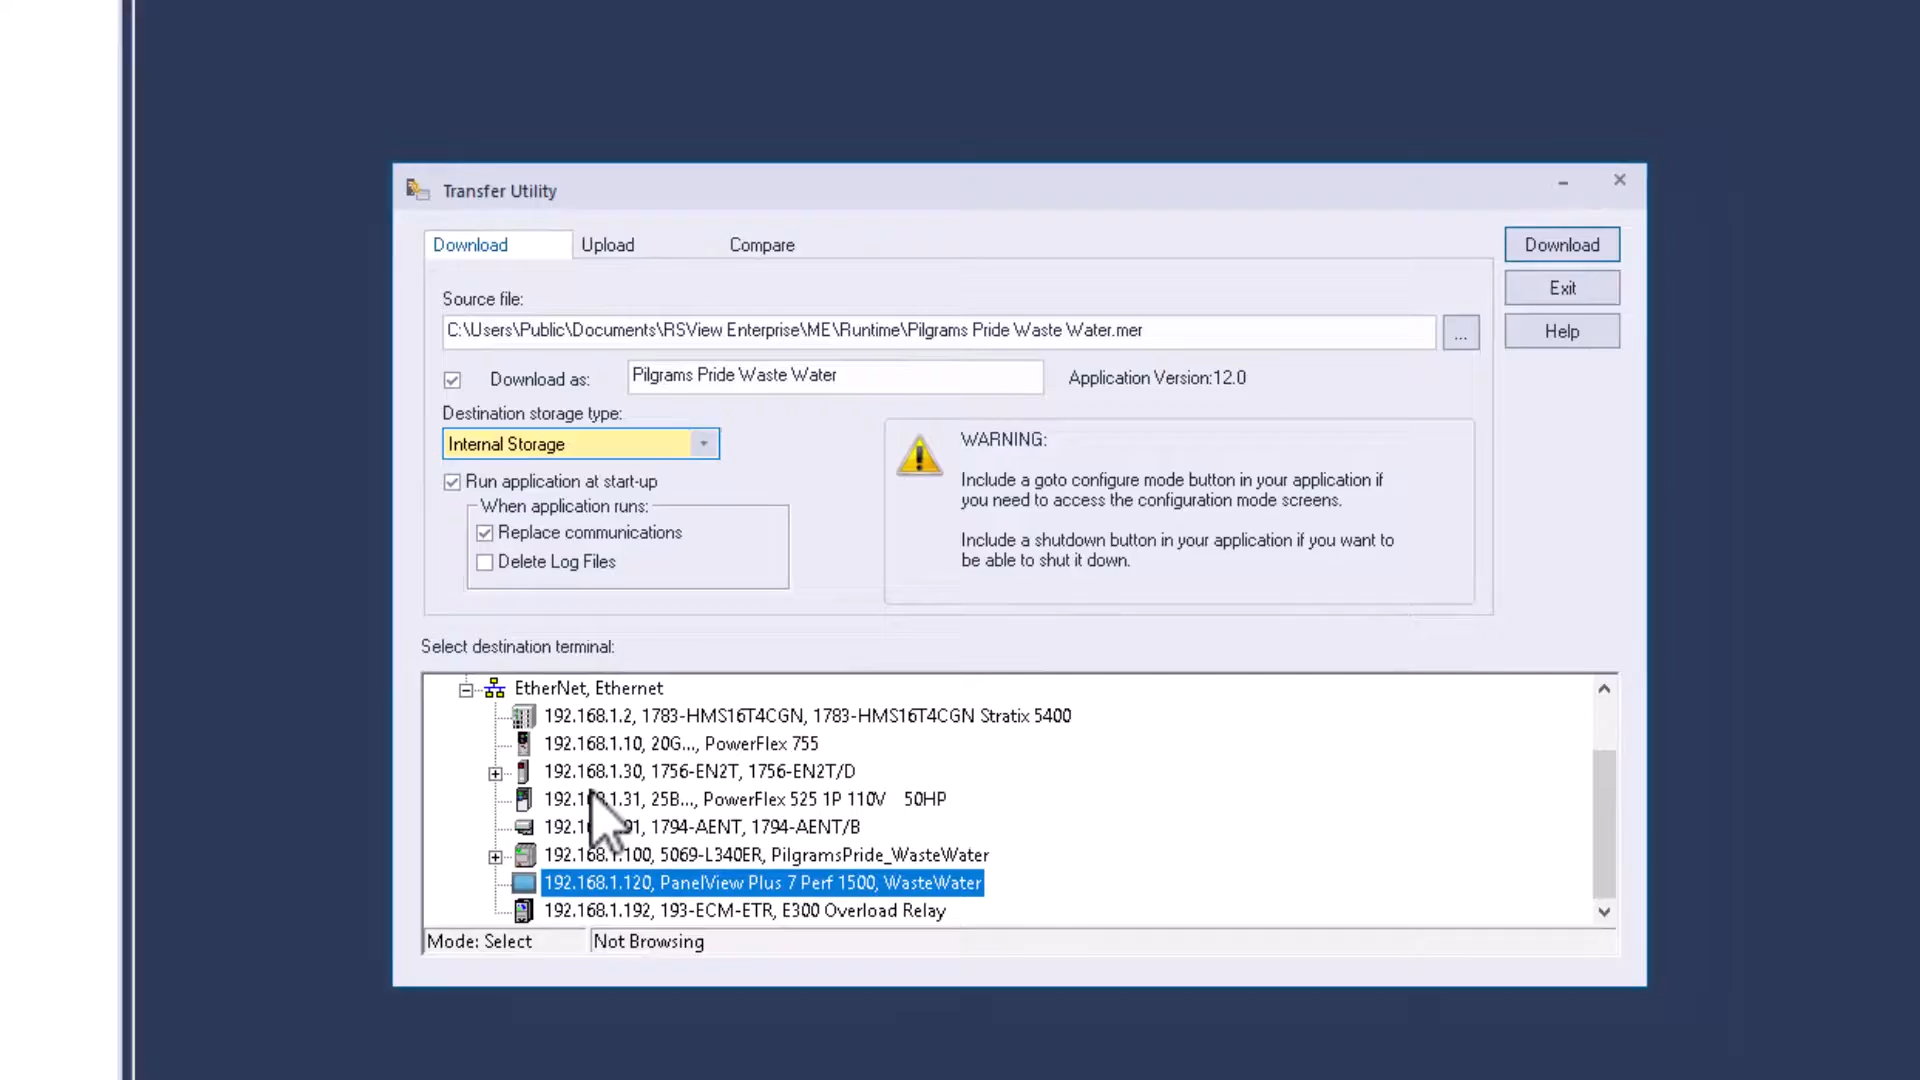 Transfer Utility
Download
Upload
Compare
Download
Exit
Help
Source file:
C:\Users\Public\Documents\RSView Enterprise\ME\Runtime\Pilgrams Pride Waste Water.mer
...
Download as:
Pilgrams Pride Waste Water
Application Version:12.0
Destination storage type:
Internal Storage
Run application at start-up
When application runs:
Replace communications
Delete Log Files
WARNING:
Include a goto configure mode button in your application if
you need to access the configuration mode screens.
Include a shutdown button in your application if you want to
be able to shut it down.
Select destination terminal:
EtherNet, Ethernet
192.168.1.2, 1783-HMS16T4CGN, 1783-HMS16T4CGN Stratix 5400
192.168.1.10, 20G..., PowerFlex 755
192.168.1.30, 1756-EN2T, 1756-EN2T/D
192.168.1.31, 25B..., PowerFlex 525 1P 110V 50HP
1794-AENT, 1794-AENT/B
192.168.1.100, 5069-L340ER, PilgramsPride_WasteWater
192.168.1.120, PanelView Plus 7 Perf 1500, WasteWater
192.168.1.192, 193-ECM-ETR, E300 Overload Relay
Mode: Select
Not Browsing